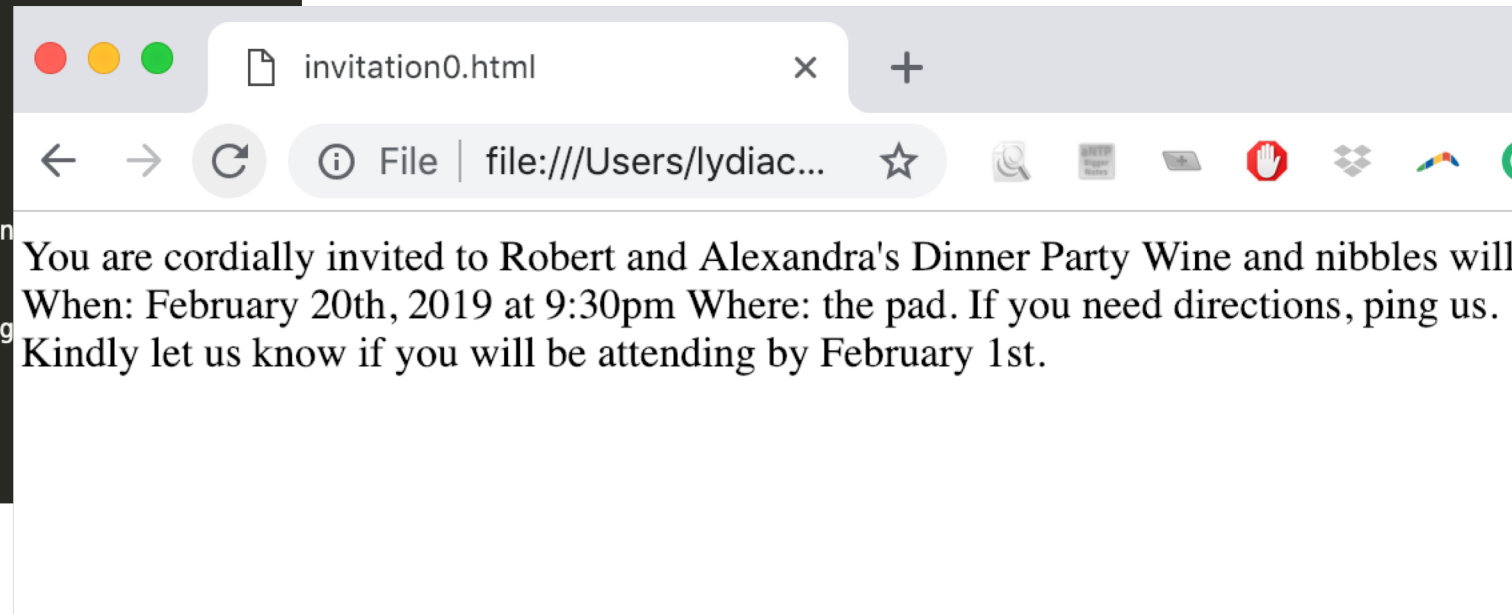 invitation0.html
File file:///Users/lydiac...
n
You are cordially invited to Robert and Alexandra's Dinner Party Wine and nibbles will
When: February 20th, 2019 at 9:30pm Where: the pad. If you need directions, ping us.
g
Kindly let us know if you will be attending by February 1st.